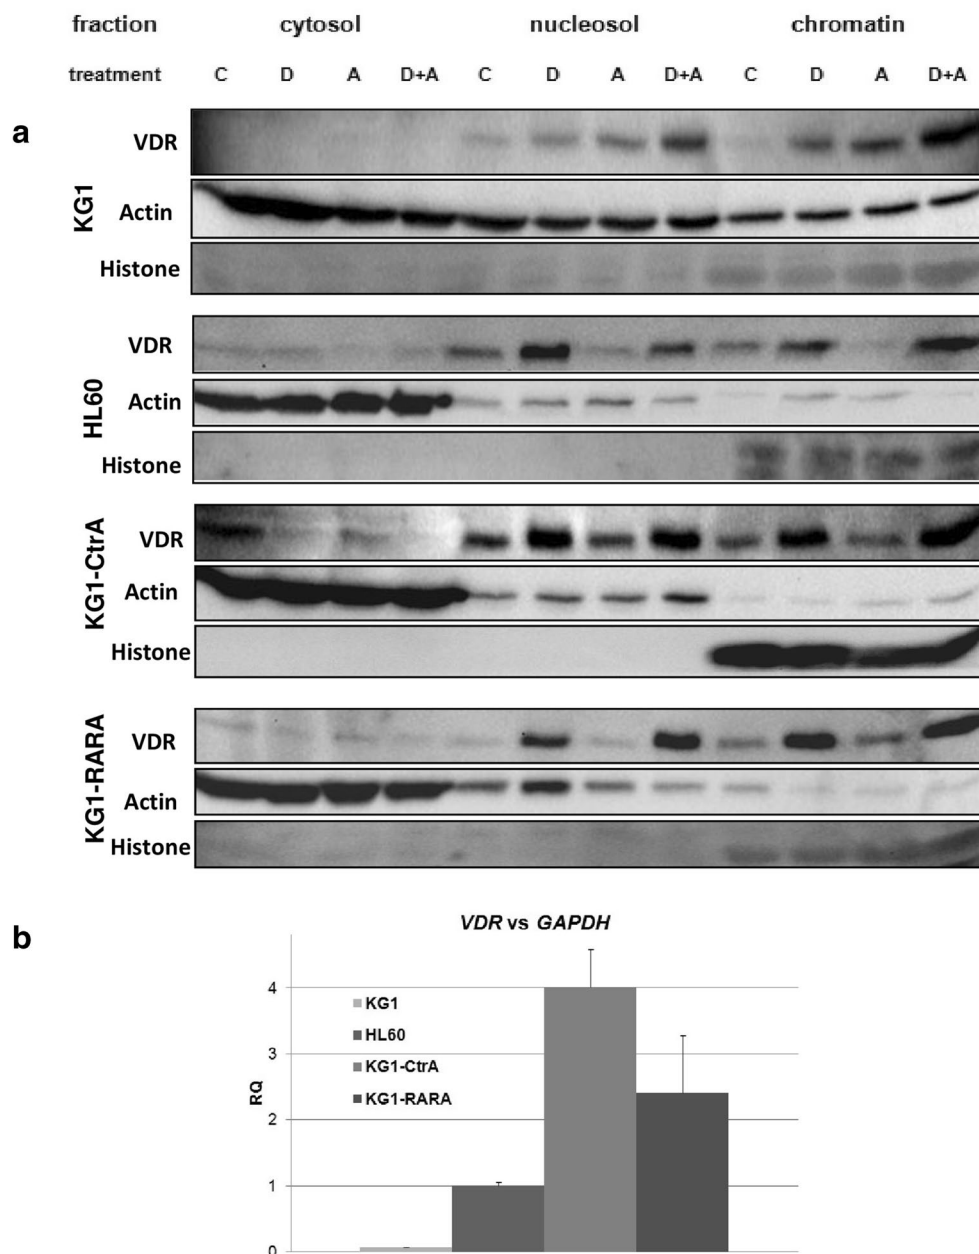 fraction cytosol nucleosol chromatin
treatment C D A D+A C D A D+A C D A D+A
a
KG1
VDR
Actin
Histone
HL60
VDR
Actin
Histone
KG1-CtrA
VDR
Actin
Histone
KG1-RARA
VDR
Actin
Histone
b
VDR vs GAPDH
RQ
4
3
2
1
0
KG1
HL60
KG1-CtrA
KG1-RARA